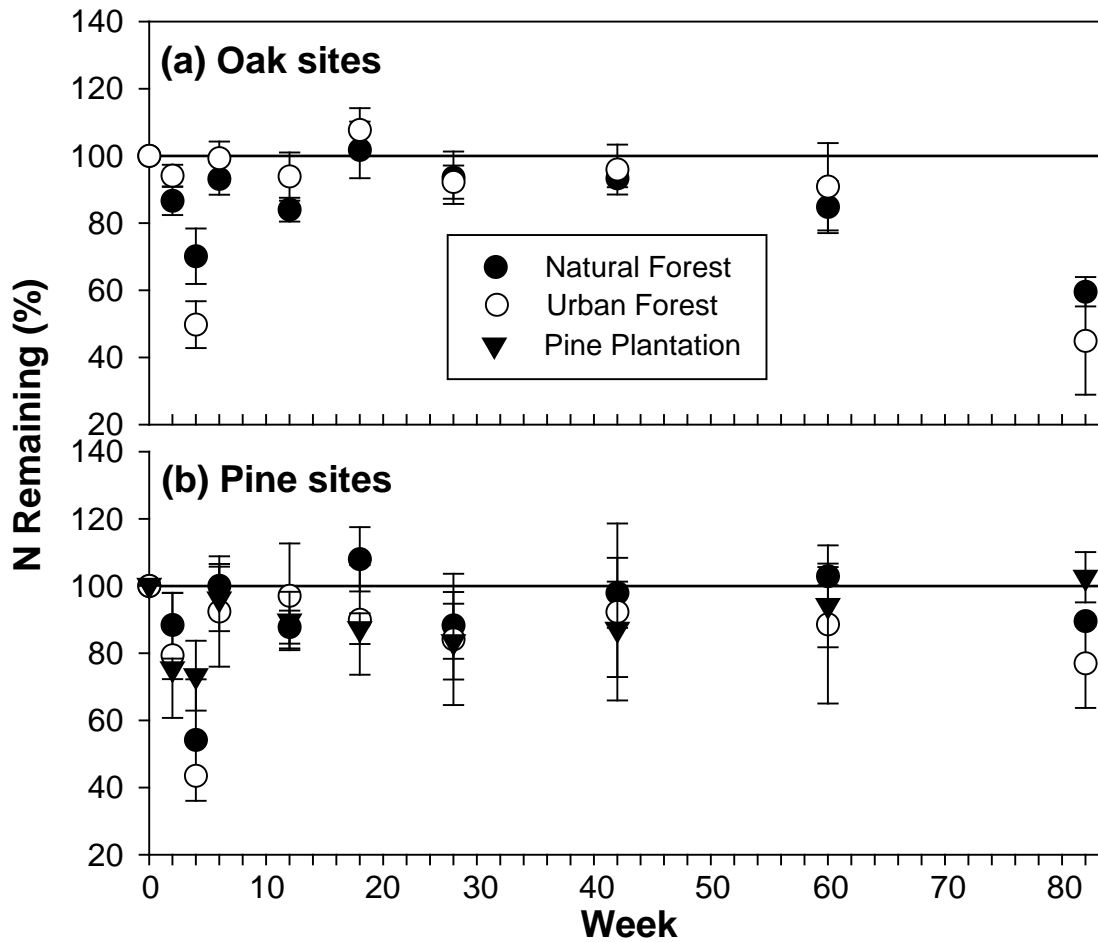 N Remaining (%)
140
(a) Oak sites
120
100
80
60
40
20
Natural Forest
Urban Forest
Pine Plantation
140
(b) Pine sites
120
100
80
60
40
20
0 10 20 30 40 50 60 70 80
Week